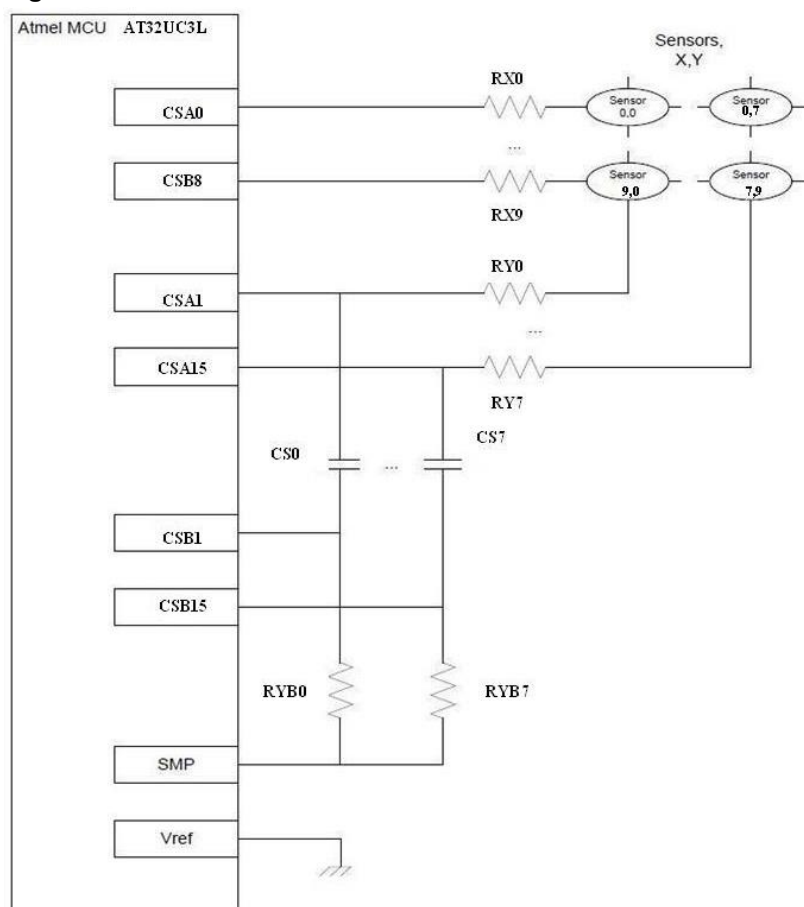 Atmel MCU AT32UC3L
Sensors,
X,Y
RX0
CSA0
Sensor
0,0
Sensor
0,7
...
CSB8
Sensor
9,0
Sensor
7,9
RX9
RY0
CSA1
...
CSA15
RY7
CS0
...
CS7
CSB1
CSB15
RYB0
RYB7
SMP
Vref